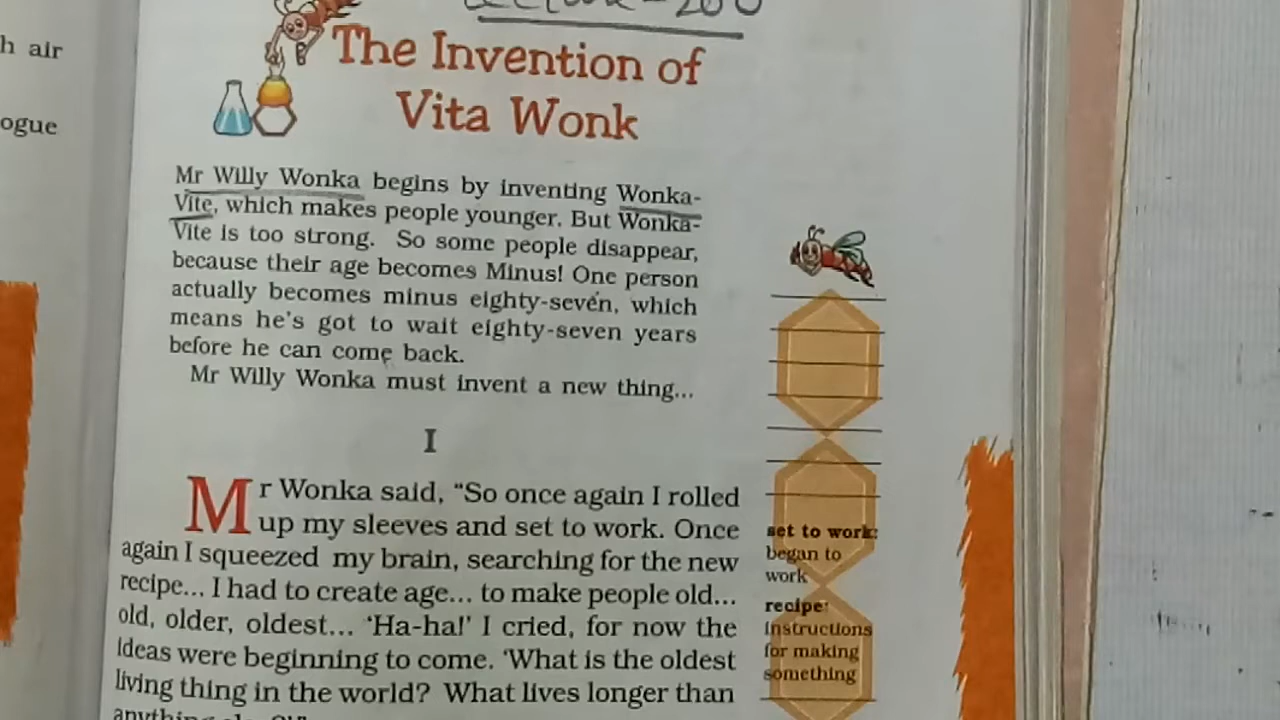 h air
ogue
The Invention of
Vita Wonk
Mr Willy Wonka begins by inventing Wonka-
Vite, which makes people younger. But Wonka-
Vite is too strong. So some people disappear,
because their age becomes Minus! One person
actually becomes minus eighty-seven, which
means he's got to wait eighty-seven years
before he can come back.
Mr Willy Wonka must invent a new thing...
I
Mr Wonka said, “So once again I rolled
up my sleeves and set to work. Once
again I squeezed my brain, searching for the new
recipe... I had to create age... to make people old...
old, older, oldest... ‘Ha-ha!’ I cried, for now the
ideas were beginning to come. ‘What is the oldest
living thing in the world? What lives longer than
set to work:
began to
work
recipe:
instructions
for making
something